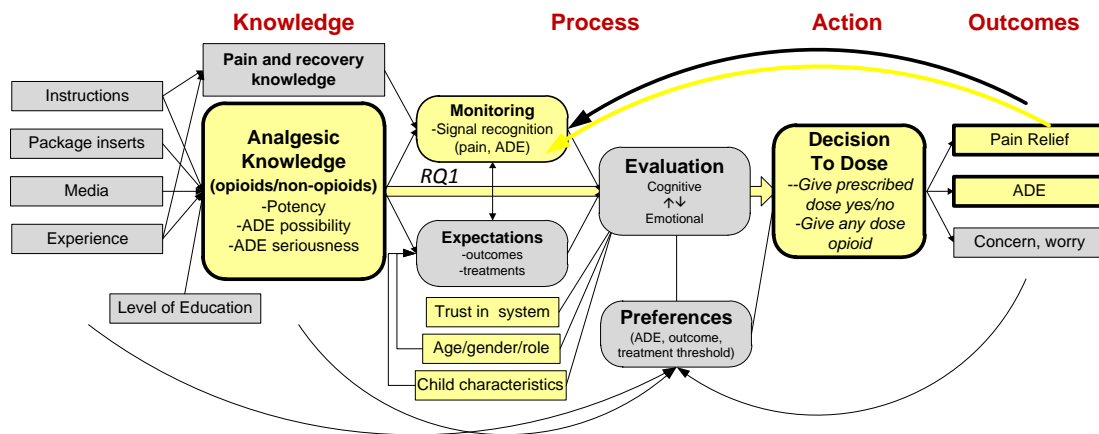 Knowledge
Process
Action
Outcomes
Pain and recovery
knowledge
Instructions
Package inserts
Media
Experience
Level of Education
Analgesic
Knowledge
(opioids/non-opioids)
-Potency
-ADE possibility
-ADE seriousness
RQ1
Monitoring
-Signal recognition
(pain, ADE)
Expectations
-outcomes
-treatments
Trust in system
Age/gender/role
Child characteristics
Evaluation
Cognitive
↑↓
Emotional
Preferences
(ADE, outcome,
treatment threshold)
Decision
To Dose
--Give prescribed
dose yes/no
-Give any dose
opioid
Pain Relief
ADE
Concern, worry